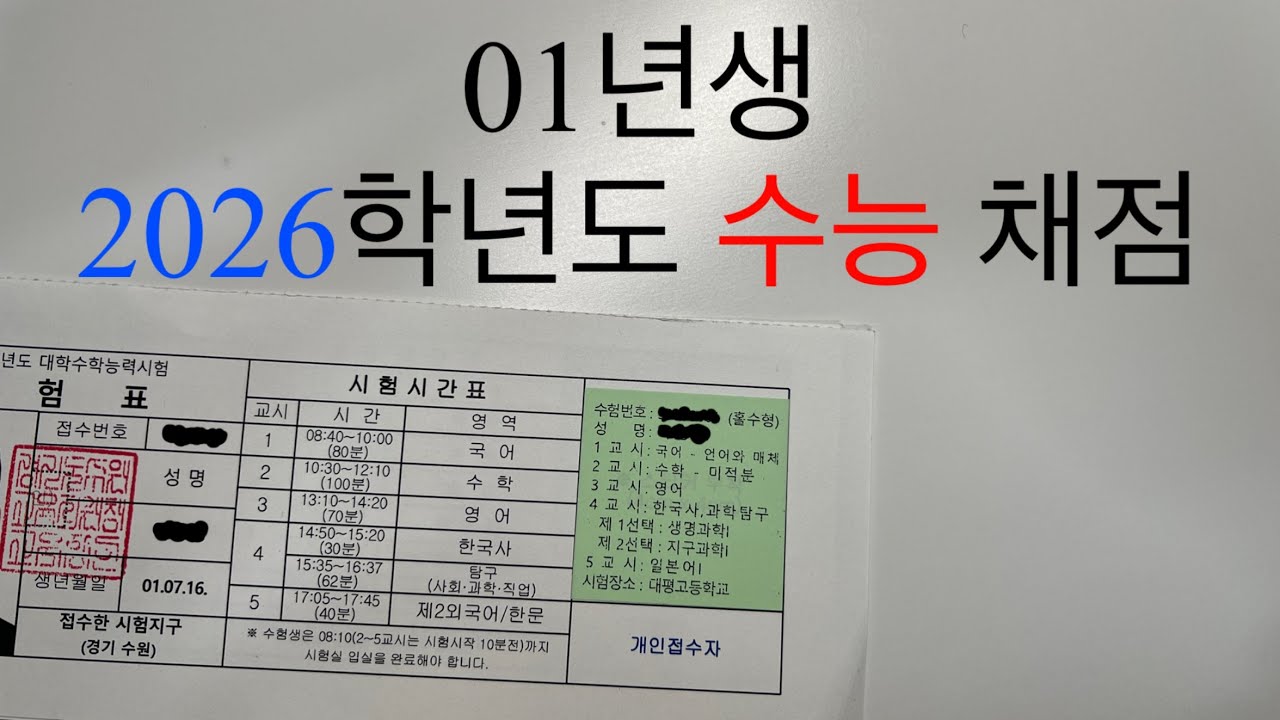 01년생
2026학년도 수능 채점
년도 대학수학능력시험
험 표
접수번호
성 명
생년월일 01.07.16.
접수한 시험지구
(경기 수원)
시 험 시 간 표
교시 시 간 영 역
1 08:40~10:00
(80분) 국 어
2 10:30~12:10
(100분) 수 학
3 13:10~14:20
(70분) 영 어
4 14:50~15:20
(30분) 한국사
15:35~16:37
(62분) 탐구
(사회·과학·직업)
5 17:05~17:45
(40분) 제2외국어/한문
※ 수험생은 08:10(2~5교시는 시험시작 10분전)까지
시험실 입실을 완료해야 합니다.
수험번호 : (홀수형)
성 명 :
1 교 시 : 국어 - 언어와 매체
2 교 시 : 수학 - 미적분
3 교 시 : 영어
4 교 시 : 한국사, 과학탐구
제 1선택 : 생명과학I
제 2선택 : 지구과학I
5 교 시 : 일본어I
시험장소 : 대평고등학교
개인접수자